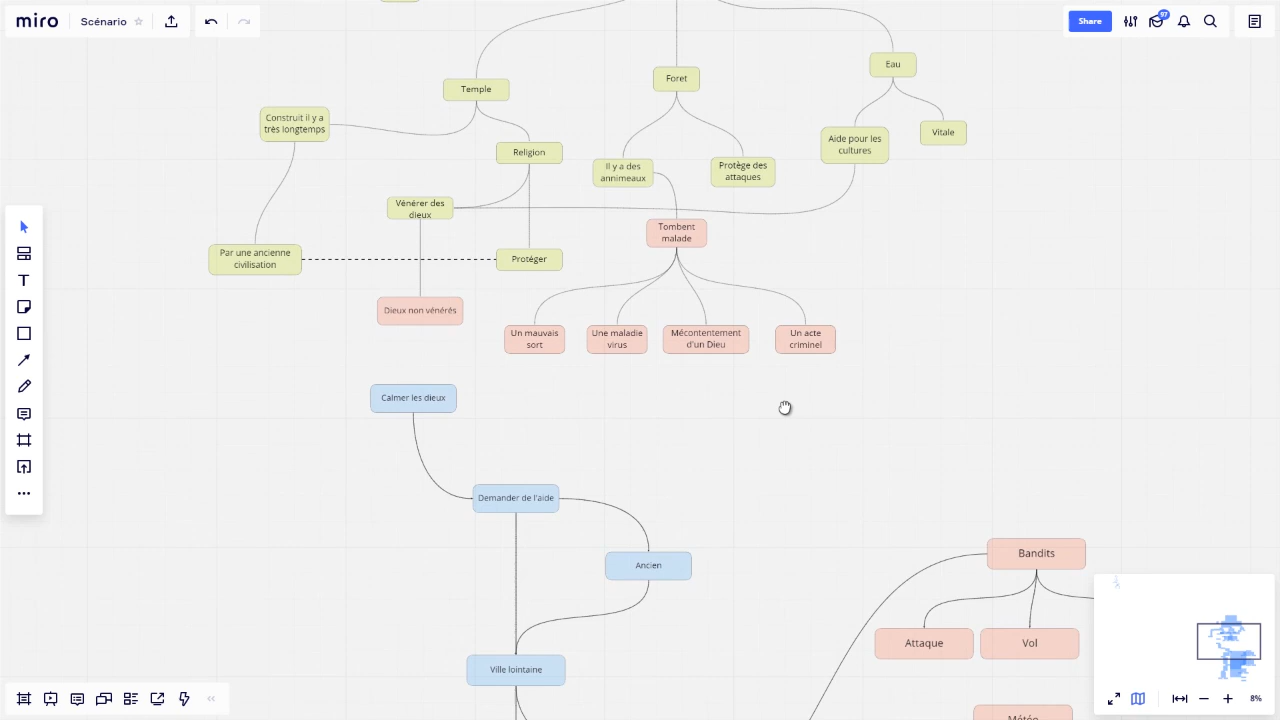 miro
Scénario
Share
97
Eau
Foret
Temple
Construit il y a
très longtemps
Vitale
Aide pour les
cultures
Religion
Il y a des
annimeaux
Protège des
attaques
Vénérer des
dieux
Tombent
malade
Par une ancienne
civilisation
Protéger
Dieux non vénérés
Un mauvais
sort
Une maladie
virus
Mécontentement
d'un Dieu
Un acte
criminel
Calmer les dieux
Demander de l'aide
Ancien
Bandits
Attaque
Vol
Ville lointaine
Météo
8%